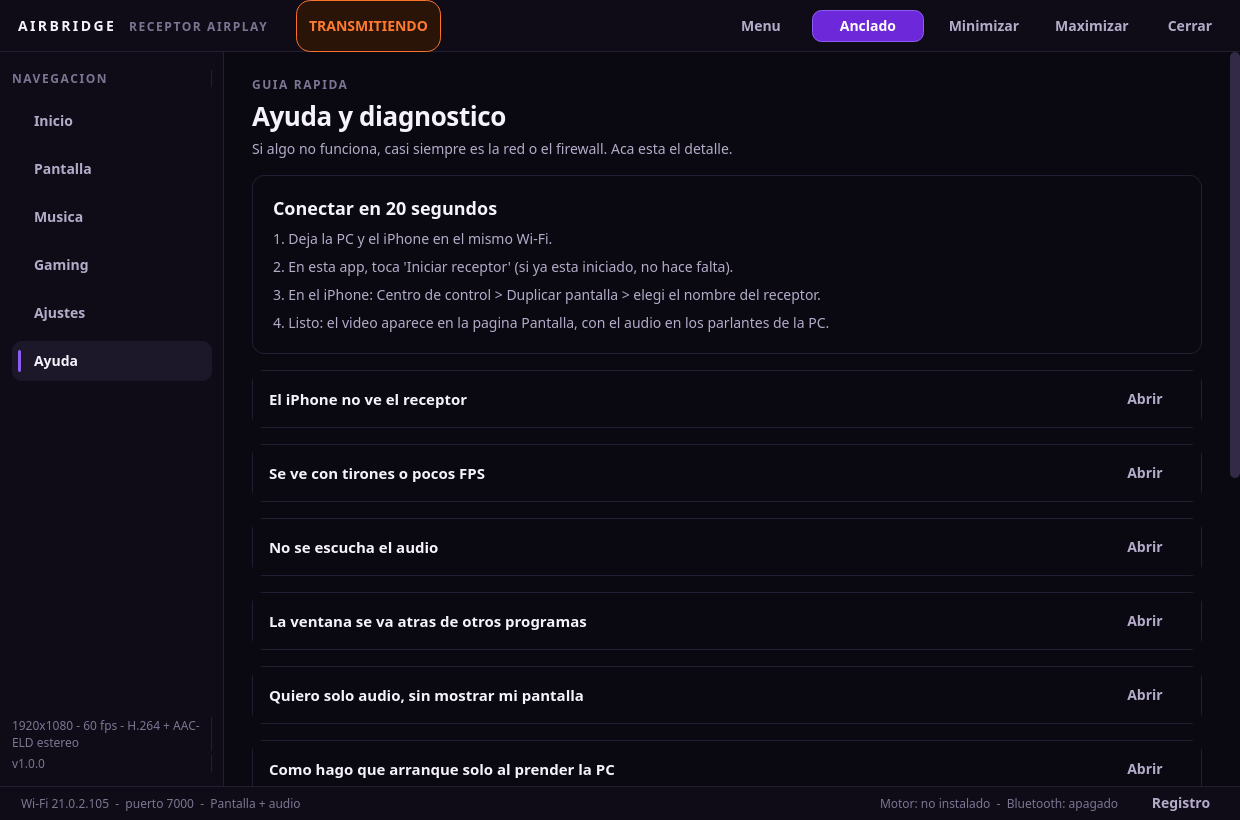 AIRBRIDGE RECEPTOR AIRPLAY TRANSMITIENDO Menu Anclado Minimizar Maximizar Cerrar
NAVEGACION
Inicio
Pantalla
Musica
Gaming
Ajustes
Ayuda
1920x1080 - 60 fps - H.264 + AAC-
ELD estereo
v1.0.0
GUIA RAPIDA
Ayuda y diagnostico
Si algo no funciona, casi siempre es la red o el firewall. Aca esta el detalle.
Conectar en 20 segundos
1. Deja la PC y el iPhone en el mismo Wi-Fi.
2. En esta app, toca 'Iniciar receptor' (si ya esta iniciado, no hace falta).
3. En el iPhone: Centro de control > Duplicar pantalla > elegi el nombre del receptor.
4. Listo: el video aparece en la pagina Pantalla, con el audio en los parlantes de la PC.
El iPhone no ve el receptor Abrir
Se ve con tirones o pocos FPS Abrir
No se escucha el audio Abrir
La ventana se va atras de otros programas Abrir
Quiero solo audio, sin mostrar mi pantalla Abrir
Como hago que arranque solo al prender la PC Abrir
Wi-Fi 21.0.2.105 - puerto 7000 - Pantalla + audio Motor: no instalado - Bluetooth: apagado Registro